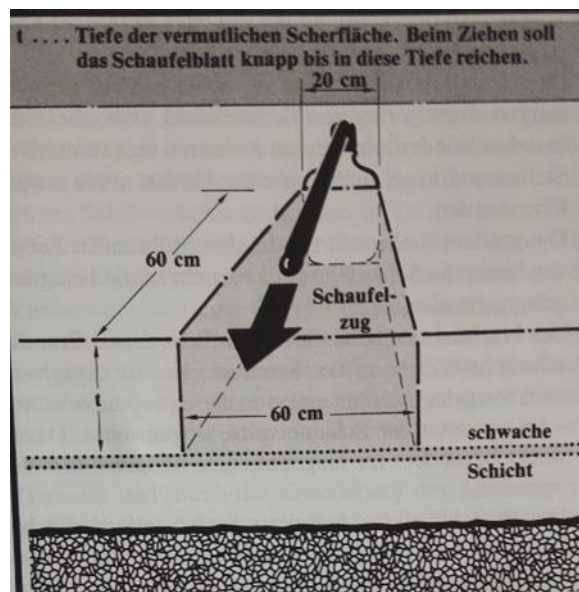 t . . . . Tiefe der vermutlichen Scherfläche. Beim Ziehen soll
das Schaufelblatt knapp bis in diese Tiefe reichen.
20 cm
60 cm
Schaufel-
zug
t
60 cm
schwache
Schicht